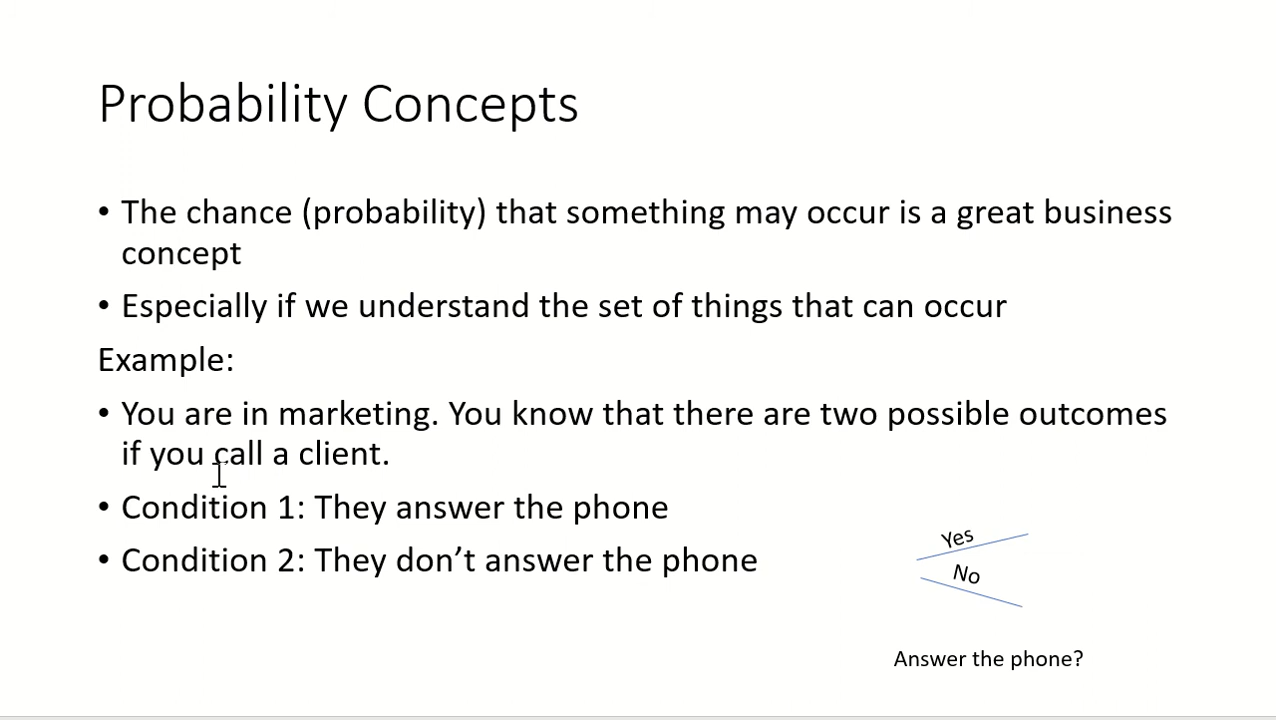 Probability Concepts
• The chance (probability) that something may occur is a great business
concept
• Especially if we understand the set of things that can occur
Example:
• You are in marketing. You know that there are two possible outcomes
if you call a client.
• Condition 1: They answer the phone
• Condition 2: They don’t answer the phone
Yes
No
Answer the phone?